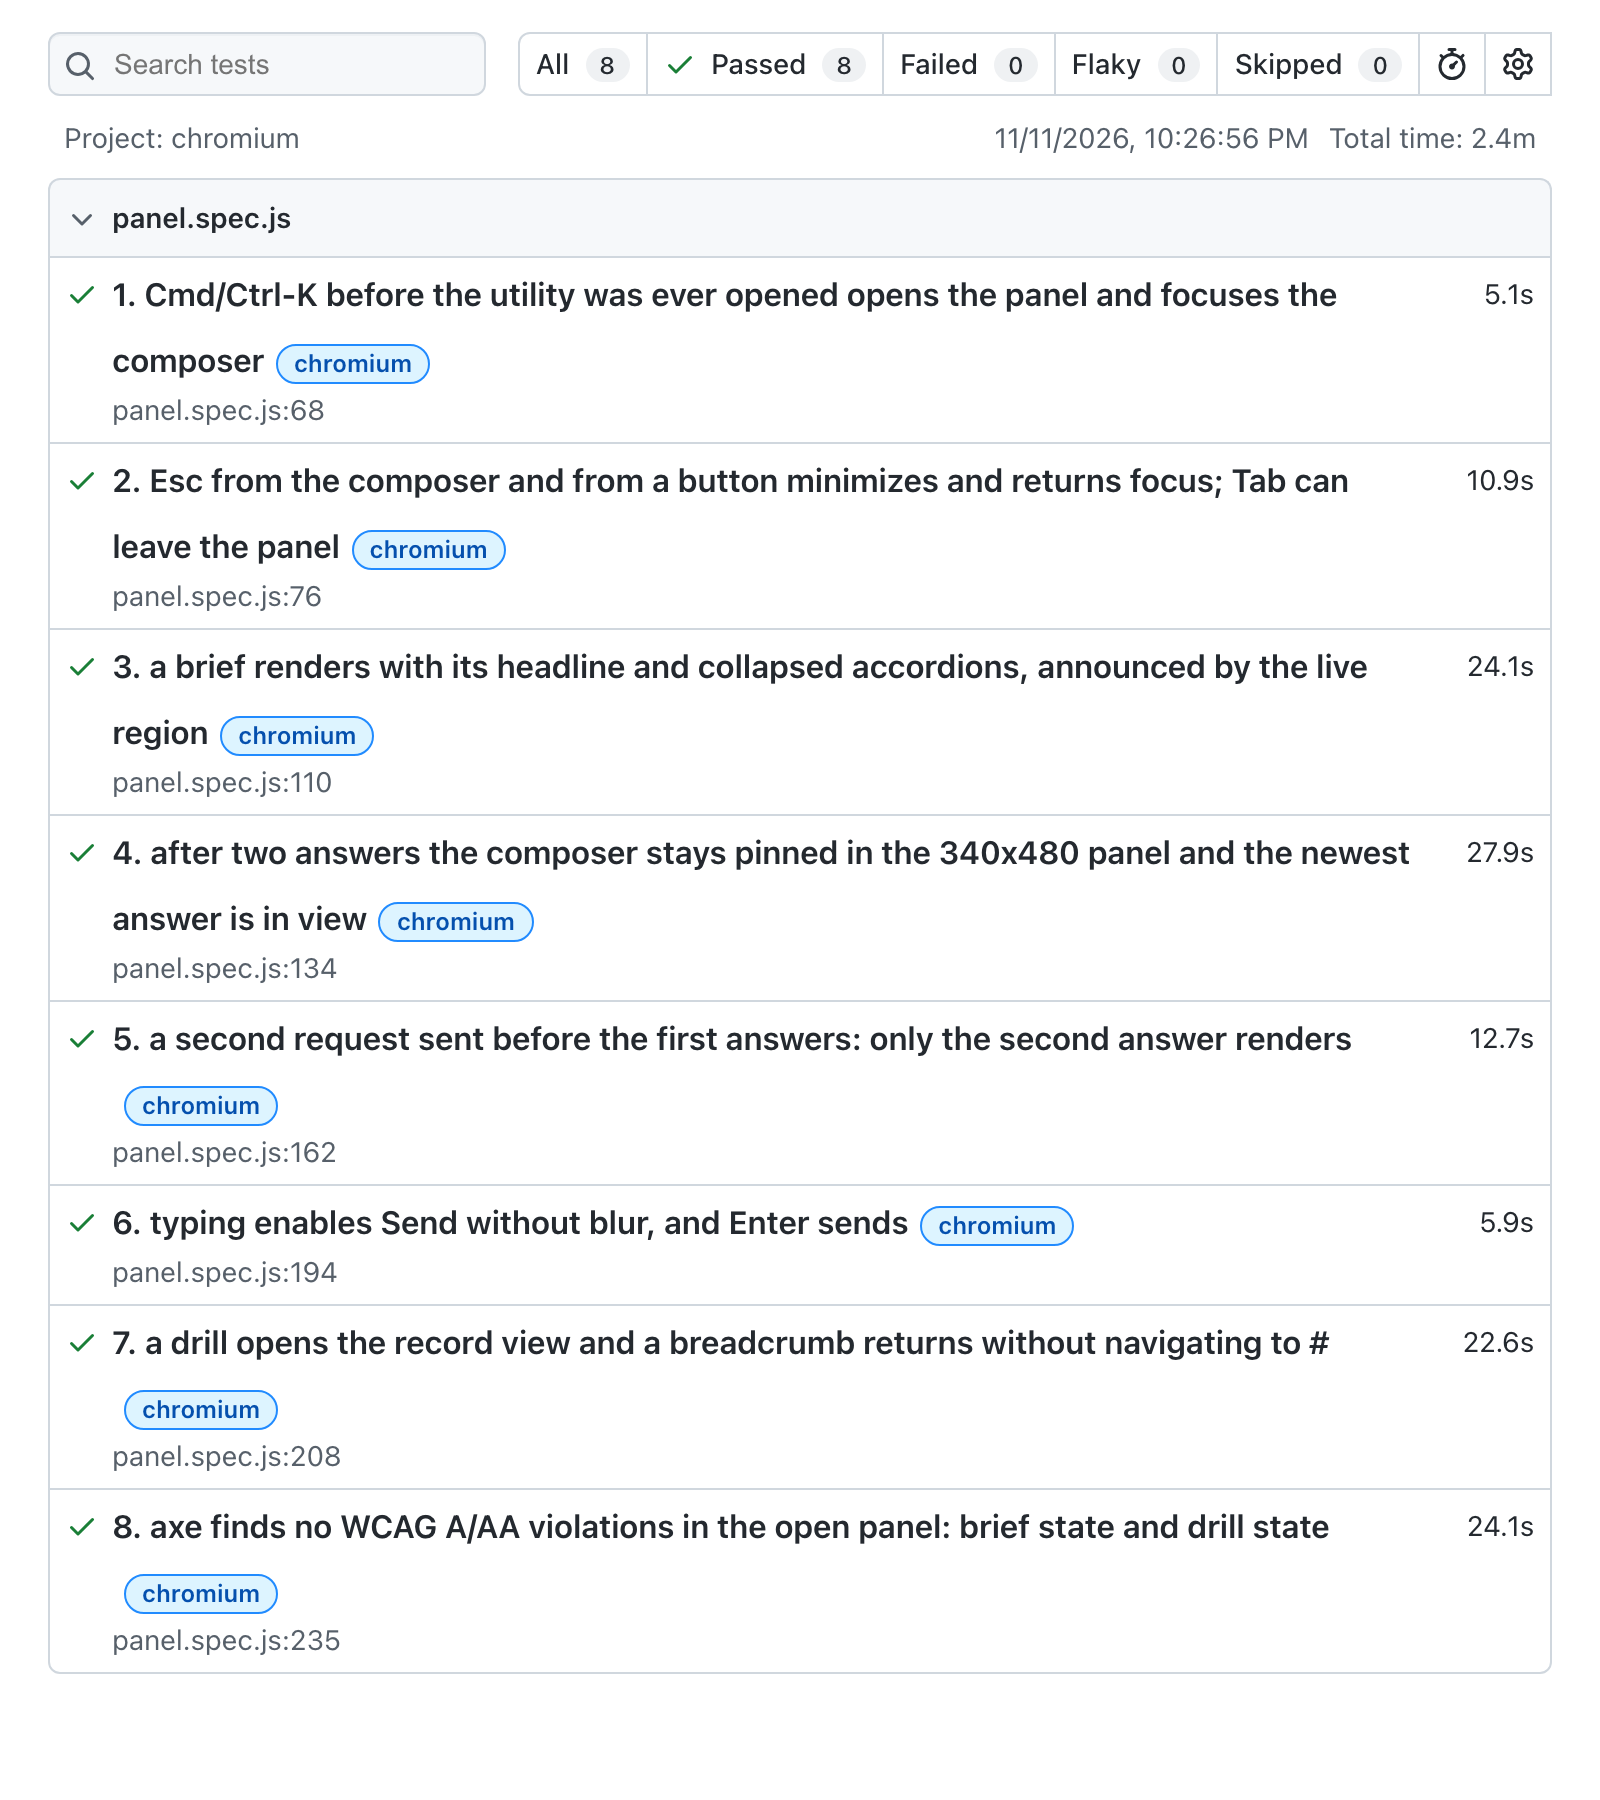 Search tests
All 8 Passed 8 Failed 0 Flaky 0 Skipped 0
Project: chromium 11/11/2026, 10:26:56 PM Total time: 2.4m
panel.spec.js
1. Cmd/Ctrl-K before the utility was ever opened opens the panel and focuses the 5.1s
composer chromium
panel.spec.js:68
2. Esc from the composer and from a button minimizes and returns focus; Tab can 10.9s
leave the panel chromium
panel.spec.js:76
3. a brief renders with its headline and collapsed accordions, announced by the live 24.1s
region chromium
panel.spec.js:110
4. after two answers the composer stays pinned in the 340x480 panel and the newest 27.9s
answer is in view chromium
panel.spec.js:134
5. a second request sent before the first answers: only the second answer renders 12.7s
chromium
panel.spec.js:162
6. typing enables Send without blur, and Enter sends chromium 5.9s
panel.spec.js:194
7. a drill opens the record view and a breadcrumb returns without navigating to # 22.6s
chromium
panel.spec.js:208
8. axe finds no WCAG A/AA violations in the open panel: brief state and drill state 24.1s
chromium
panel.spec.js:235